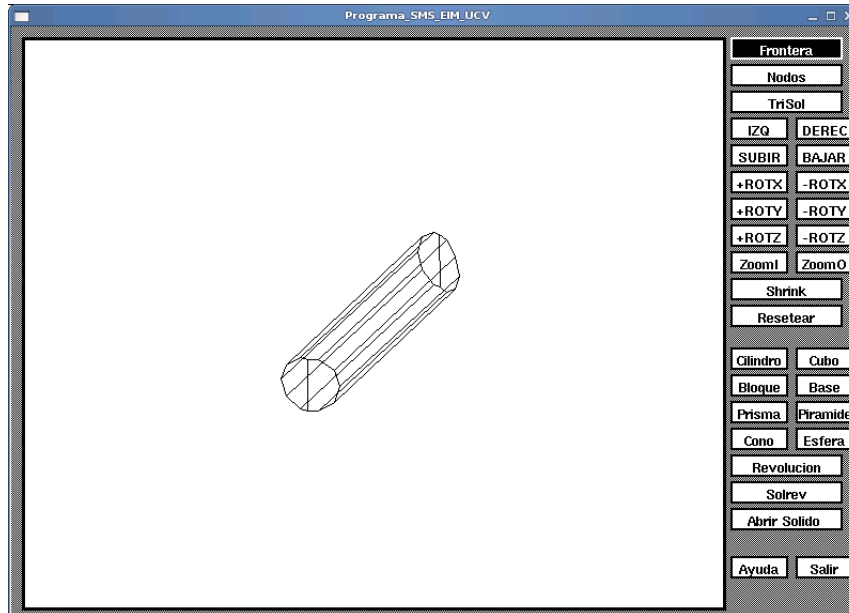 Programa_SMS_EIM_UCV
Frontera
Nodos
TriSol
IZQ DEREC
SUBIR BAJAR
+ROTX -ROTX
+ROTY -ROTY
+ROTZ -ROTZ
ZoomI ZoomO
Shrink
Resetear
Cilindro Cubo
Bloque Base
Prisma Piramide
Cono Esfera
Revolucion
Solrev
Abrir Solido
Ayuda Salir